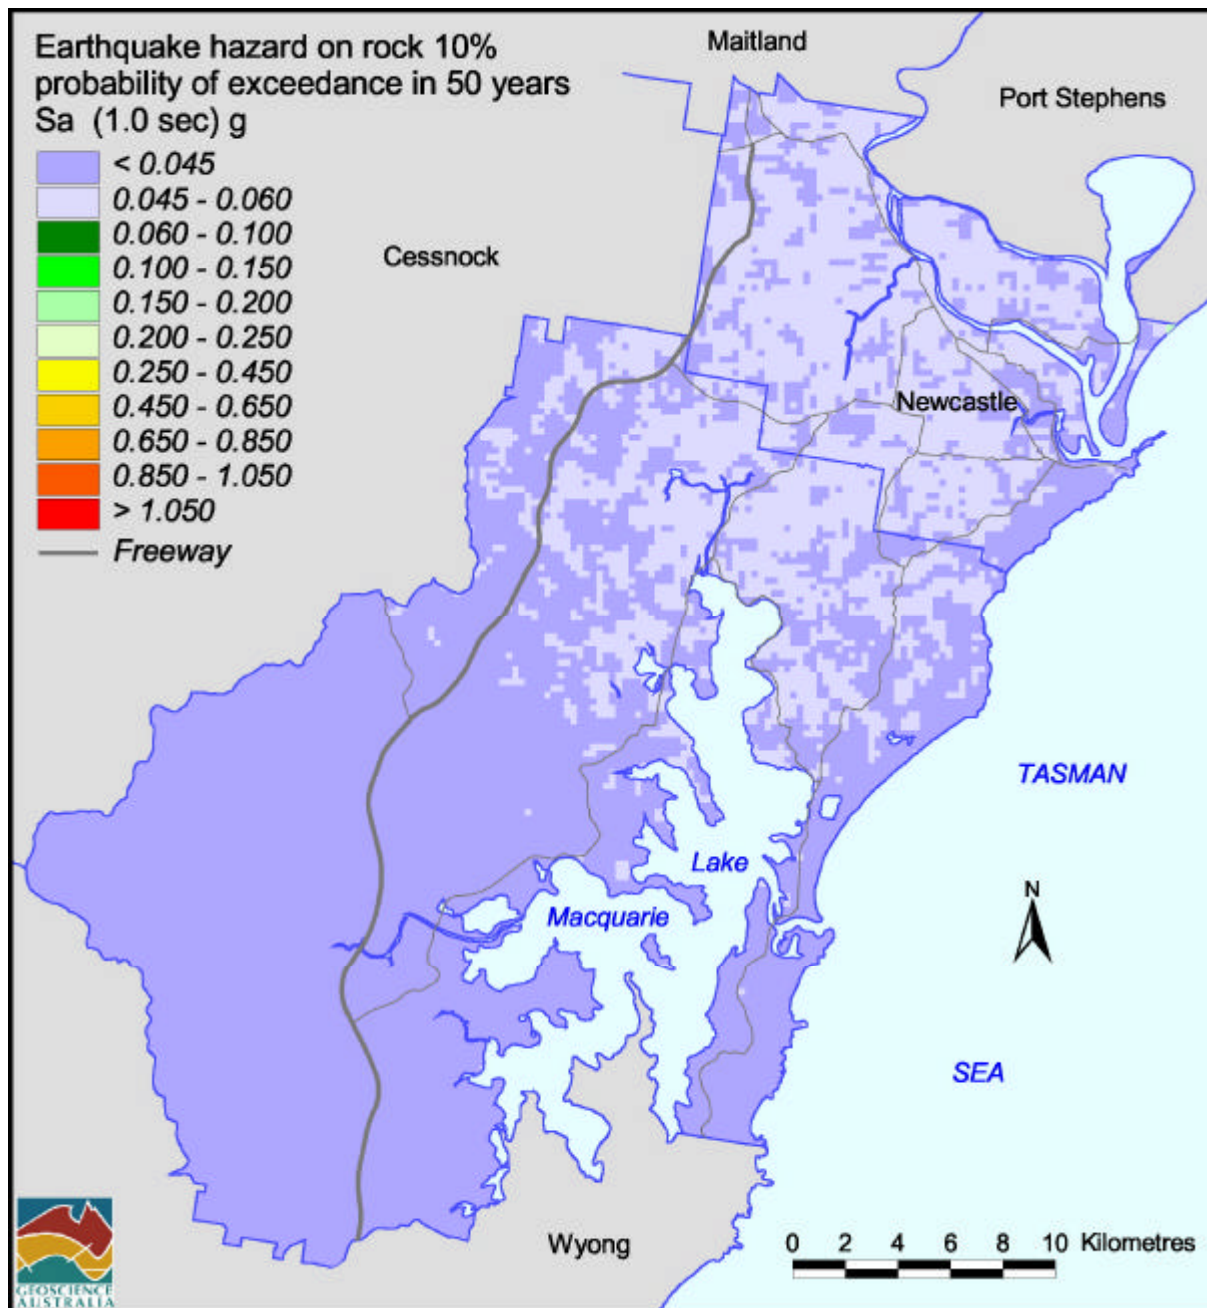 Earthquake hazard on rock 10%
probability of exceedance in 50 years
Sa (1.0 sec) g
< 0.045
0.045 - 0.060
0.060 - 0.100
0.100 - 0.150
0.150 - 0.200
0.200 - 0.250
0.250 - 0.450
0.450 - 0.650
0.650 - 0.850
0.850 - 1.050
> 1.050
Freeway
Maitland
Port Stephens
Cessnock
Newcastle
TASMAN
Lake
Macquarie
N
SEA
Wyong
0 2 4 6 8 10 Kilometres
GEOSCIENCE
AUSTRALIA